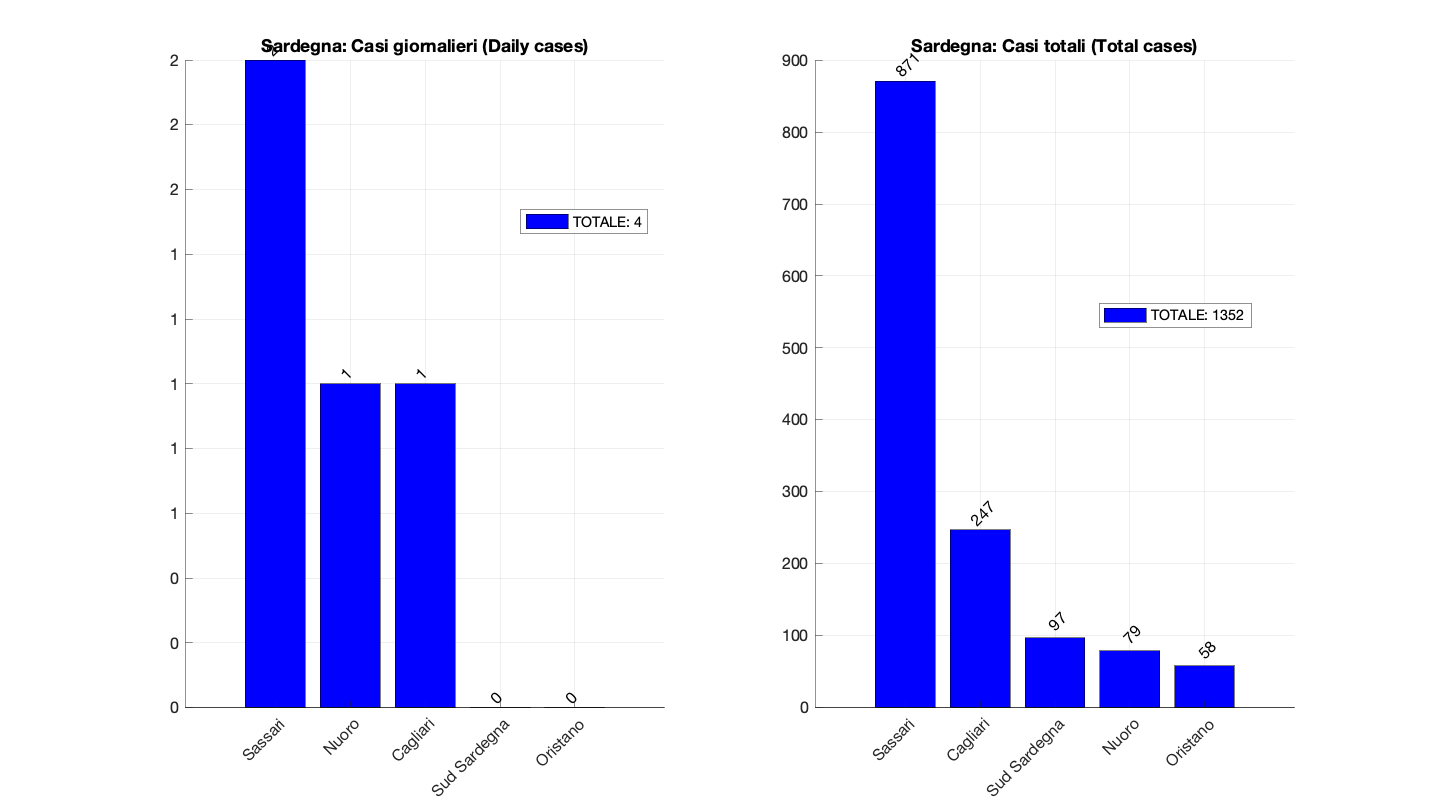 Sardegna: Casi giornalieri (Daily cases)
2
2
2
2
1
1
1
1
1
0
0
0
1
1
0
0
TOTALE: 4
Sassari
Nuoro
Cagliari
Sud Sardegna
Oristano
Sardegna: Casi totali (Total cases)
900
800
700
600
500
400
300
200
100
0
871
247
97
79
58
TOTALE: 1352
Sassari
Cagliari
Sud Sardegna
Nuoro
Oristano